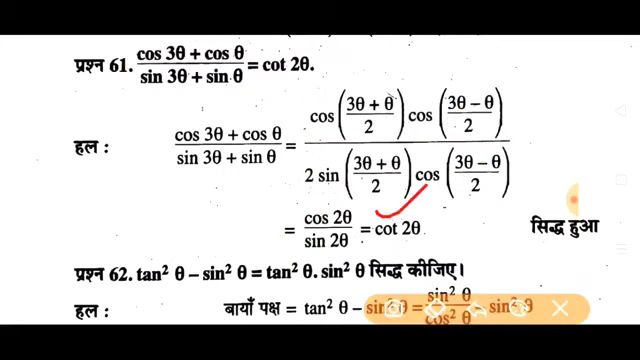 प्रश्न 61. (cos 3θ + cos θ)/(sin 3θ + sin θ) = cot 2θ.
हल : (cos 3θ + cos θ)/(sin 3θ + sin θ) = (cos((3θ + θ)/2) cos((3θ − θ)/2))/(2 sin((3θ + θ)/2) cos((3θ − θ)/2))
= cos 2θ/sin 2θ = cot 2θ सिद्ध हुआ
प्रश्न 62. tan² θ − sin² θ = tan² θ. sin² θ सिद्ध कीजिए।
हल : बायाँ पक्ष = tan² θ − sin² θ = sin² θ/cos² θ − sin² θ